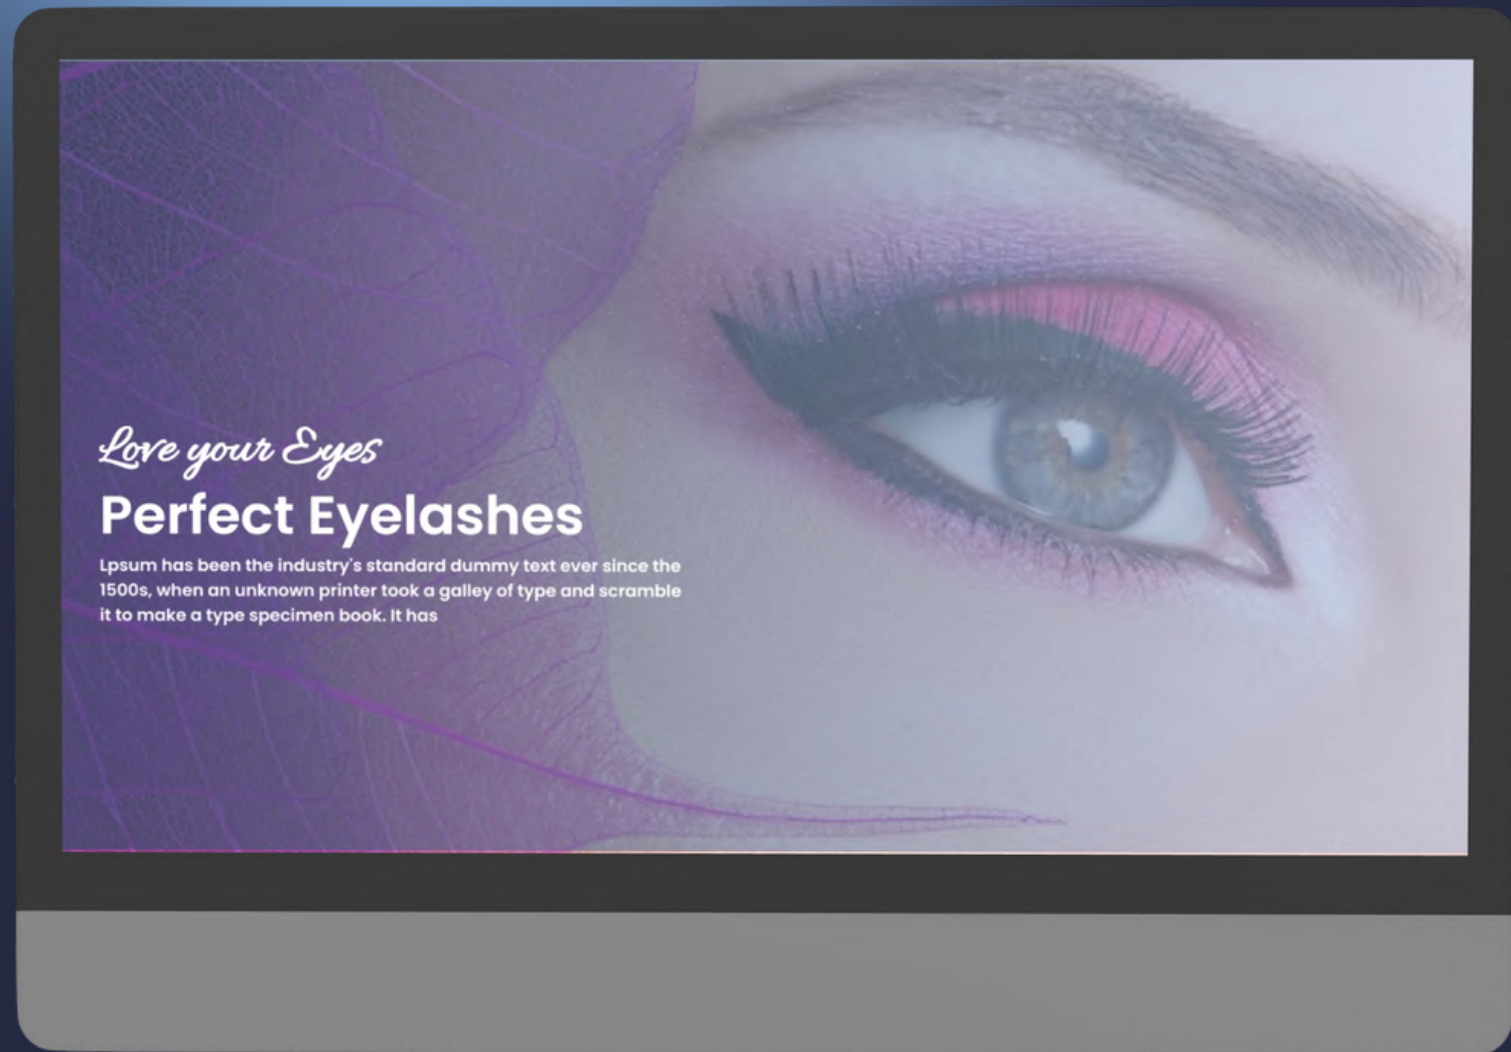 Love your Eyes
Perfect Eyelashes
Lpsum has been the industry's standard dummy text ever since the
1500s, when an unknown printer took a galley of type and scramble
it to make a type specimen book. It has